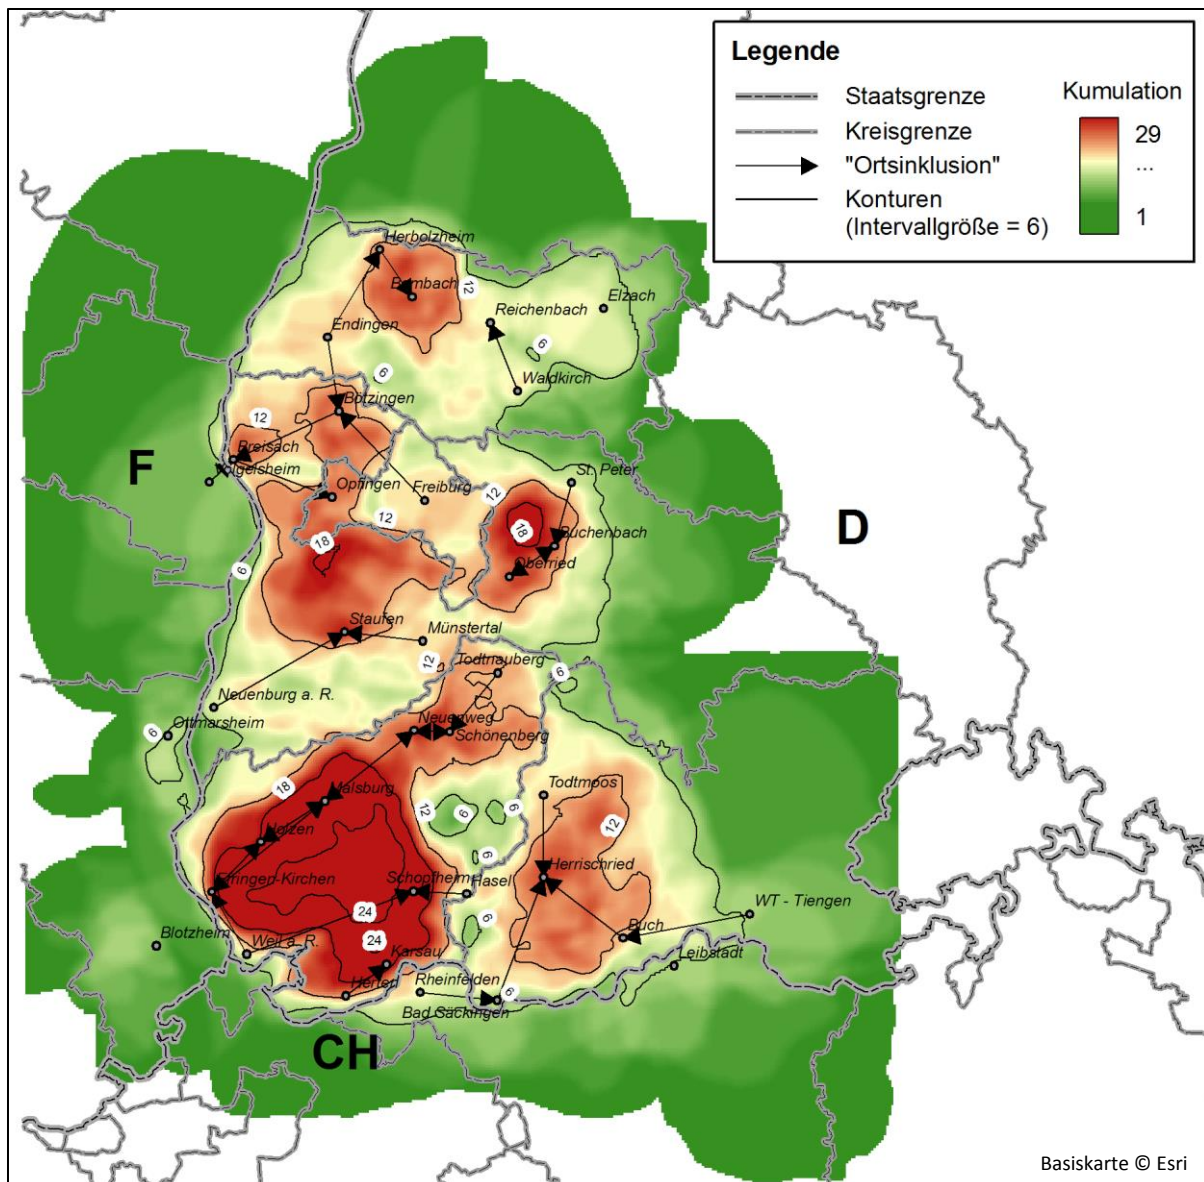 Legende
Staatsgrenze
Kreisgrenze
"Ortsinklusion"
Konturen
(Intervallgröße = 6)
Kumulation
29
...
1
Herbolzheim
Bombach
12
Reichenbach
Elzach
Endingen
6
6
Waldkirch
Bötzingen
12
Breisach
F
Volgelsheim
St. Peter
Opfingen
Freiburg
12
12
18
D
18
Buchenbach
6
Oberried
Staufen
Münstertal
12
Todtnauberg
6
Neuenburg a. R.
Ottmarsheim
6
Neuenweg
Schönenberg
18
Malsburg
Todtmoos
12
6
6
12
Holzen
6
Efringen-Kirchen
Schopfheim
Hasel
Herrischried
24
6
WT - Tiengen
Blotzheim
Weil a. R.
24
Buch
Karsau
Leibstadt
Herten
Rheinfelden
6
Bad Säckingen
CH
Basiskarte © Esri